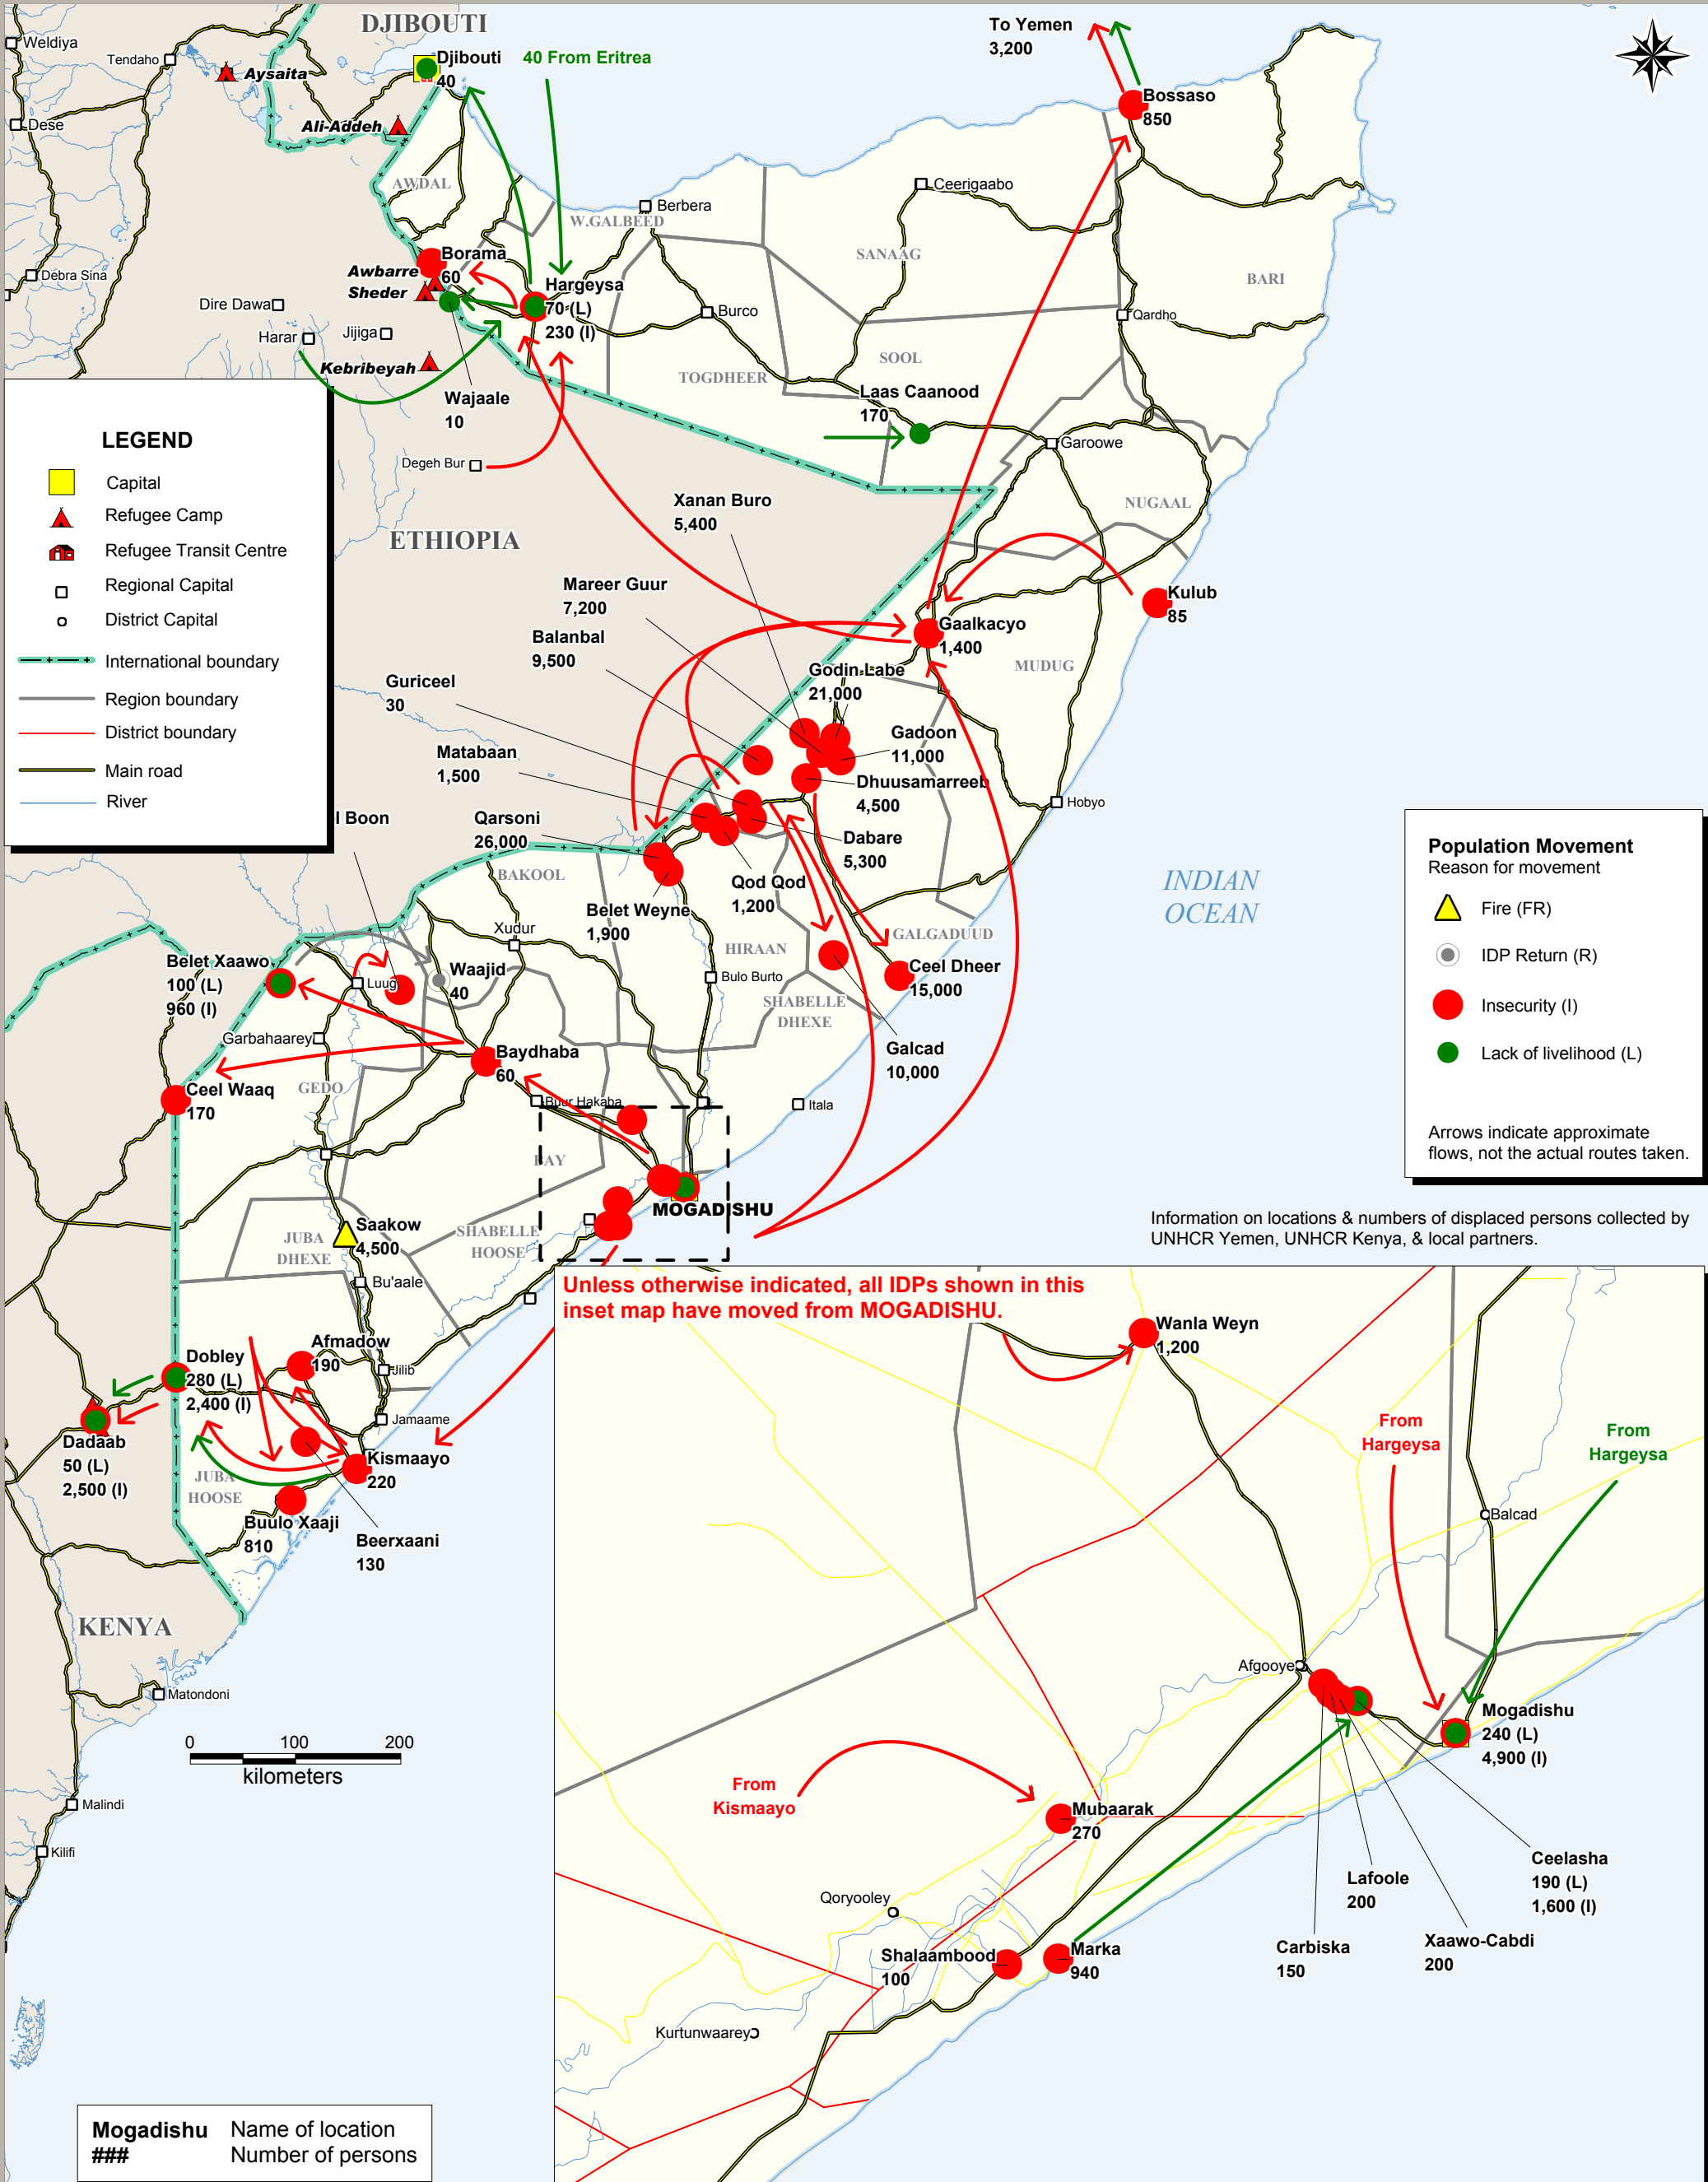 DJIBOUTI
To Yemen
3,200
Weldiya
Tendaho
Aysaita
Djibouti
40
40 From Eritrea
Bossaso
850
Dese
Ali-Addeh
AWDAL
Ceerigaabo
Berbera
W.GALBEED
SANAAG
BARI
Debra Sina
Borama
60
Awbarre
Sheder
Hargeysa
70 (L)
230 (I)
Dire Dawa
Harar
Jijiga
Burco
Qardho
Kebribeyah
SOOL
TOGDHEER
Wajaale
10
Laas Caanood
170
Garoowe
Degeh Bur
NUGAAL
LEGEND
Capital
Refugee Camp
Refugee Transit Centre
Regional Capital
District Capital
International boundary
Region boundary
District boundary
Main road
River
ETHIOPIA
Xanan Buro
5,400
Mareer Guur
7,200
Balanbal
9,500
Kulub
85
Gaalkacyo
1,400
MUDUG
Godin Labe
21,000
Guriceel
30
Gadoon
11,000
Matabaan
1,500
Dhuusamarreeb
4,500
Hobyo
l Boon
Qarsoni
26,000
Dabare
5,300
Qod Qod
1,200
BAKOOL
Belet Weyne
1,900
INDIAN
OCEAN
Population Movement
Reason for movement
Fire (FR)
IDP Return (R)
Insecurity (I)
Lack of livelihood (L)
Arrows indicate approximate
flows, not the actual routes taken.
Xudur
HIRAAN
GALGADUUD
Belet Xaawo
100 (L)
960 (I)
Luug
Waajid
40
Bulo Burto
Ceel Dheer
15,000
SHABELLE
DHEXE
Garbahaarey
Galcad
10,000
Baydhaba
60
GEDO
Ceel Waaq
170
Buur Hakaba
Itala
BAY
MOGADISHU
Saakow
4,500
JUBA
DHEXE
SHABELLE
HOOSE
Information on locations & numbers of displaced persons collected by
UNHCR Yemen, UNHCR Kenya, & local partners.
Bu'aale
Unless otherwise indicated, all IDPs shown in this
inset map have moved from MOGADISHU.
Afmadow
190
Dobley
280 (L)
2,400 (I)
Jilib
Jamaame
Dadaab
50 (L)
2,500 (I)
Kismaayo
220
JUBA
HOOSE
Buulo Xaaji
810
Beerxaani
130
KENYA
Matondoni
0 100 200
kilometers
Malindi
Kilifi
Wanla Weyn
1,200
From
Hargeysa
From
Hargeysa
Balcad
Afgooye
Mogadishu
240 (L)
4,900 (I)
From
Kismaayo
Mubaarak
270
Ceelasha
190 (L)
1,600 (I)
Lafoole
200
Qoryooley
Xaawo-Cabdi
200
Carbiska
150
Shalaambood
100
Marka
940
Kurtunwaarey
Mogadishu Name of location
### Number of persons